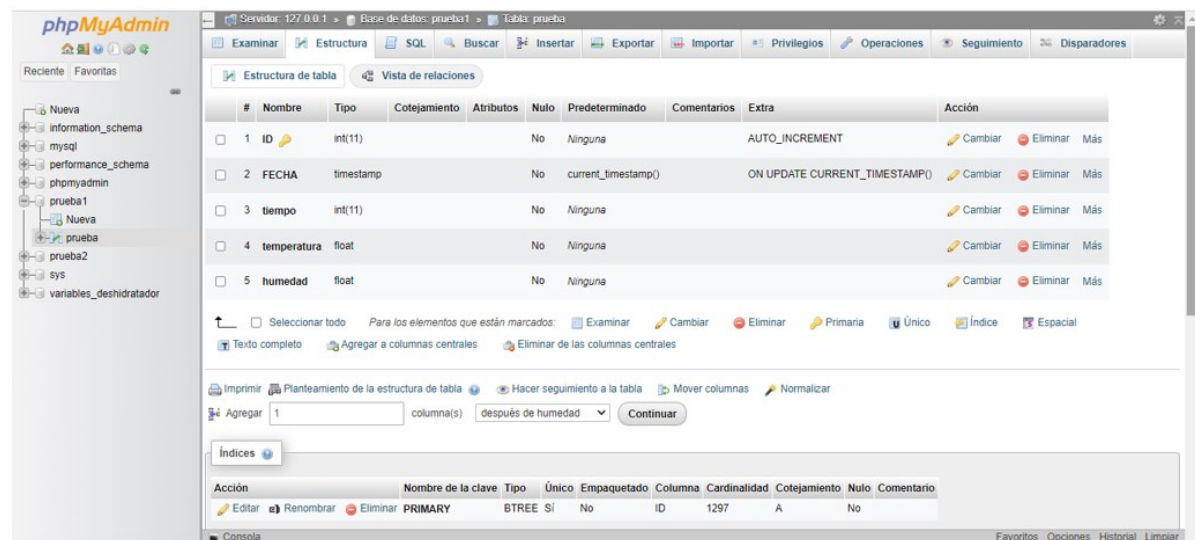 phpMyAdmin
Reciente Favoritas
Nueva
information_schema
mysql
performance_schema
phpmyadmin
prueba1
Nueva
prueba
prueba2
sys
variables_deshidratador
Servidor: 127.0.0.1 » Base de datos: prueba1 » Tabla: prueba
Examinar Estructura SQL Buscar Insertar Exportar Importar Privilegios Operaciones Seguimiento Disparadores
Estructura de tabla Vista de relaciones
# Nombre Tipo Cotejamiento Atributos Nulo Predeterminado Comentarios Extra Acción
1 ID int(11) No Ninguna AUTO_INCREMENT Cambiar Eliminar Más
2 FECHA timestamp No current_timestamp() ON UPDATE CURRENT_TIMESTAMP() Cambiar Eliminar Más
3 tiempo int(11) No Ninguna Cambiar Eliminar Más
4 temperatura float No Ninguna Cambiar Eliminar Más
5 humedad float No Ninguna Cambiar Eliminar Más
Seleccionar todo Para los elementos que están marcados: Examinar Cambiar Eliminar Primaria Único Índice Espacial
Texto completo Agregar a columnas centrales Eliminar de las columnas centrales
Imprimir Planteamiento de la estructura de tabla Hacer seguimiento a la tabla Mover columnas Normalizar
Agregar 1 columna(s) después de humedad Continuar
Índices
Acción Nombre de la clave Tipo Único Empaquetado Columna Cardinalidad Cotejamiento Nulo Comentario
Editar Renombrar Eliminar PRIMARY BTREE Sí No ID 1297 A No
Consola Favoritos Opciones Historial Limpiar